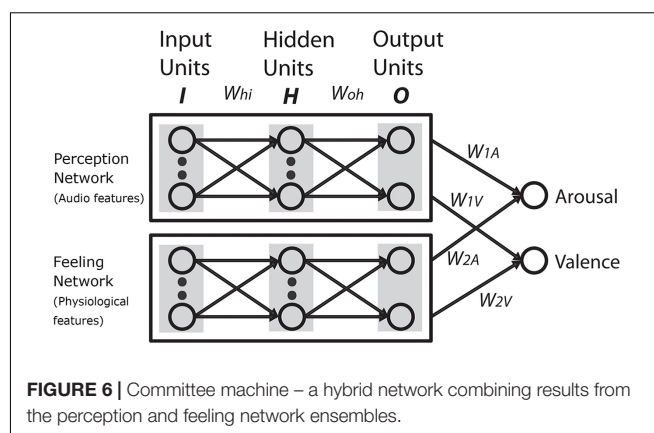 Input Units
Hidden Units
Output Units
I
Whi
H
Woh
O
Perception
Network
(Audio features)
W1A
W1V
Arousal
Feeling
Network
(Physiological
features)
W2A
W2V
Valence
FIGURE 6 | Committee machine – a hybrid network combining results from
the perception and feeling network ensembles.